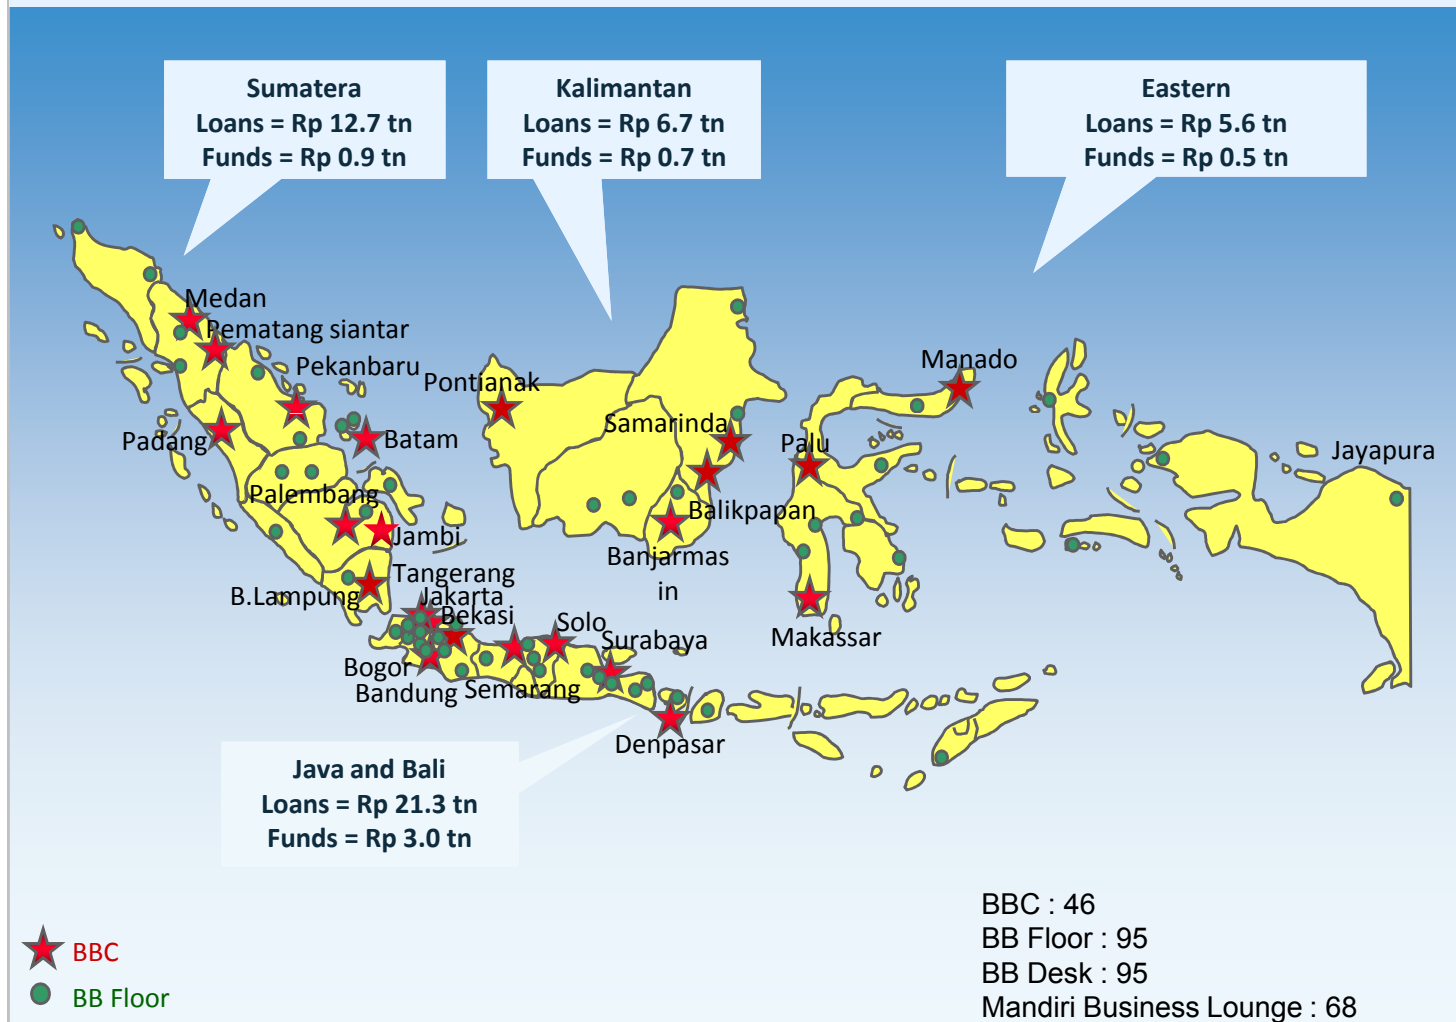 Sumatera
Loans = Rp 12.7 tn
Funds = Rp 0.9 tn
Kalimantan
Loans = Rp 6.7 tn
Funds = Rp 0.7 tn
Eastern
Loans = Rp 5.6 tn
Funds = Rp 0.5 tn
Medan
Pematang siantar
Pekanbaru
Padang
Batam
Palembang
Jambi
B.Lampung
Pontianak
Samarinda
Balikpapan
Banjarmas
in
Manado
Palu
Makassar
Jayapura
Tangerang
Jakarta
Bekasi
Bogor
Bandung
Semarang
Solo
Surabaya
Denpasar
Java and Bali
Loans = Rp 21.3 tn
Funds = Rp 3.0 tn
BBC
BB Floor
BBC : 46
BB Floor : 95
BB Desk : 95
Mandiri Business Lounge : 68